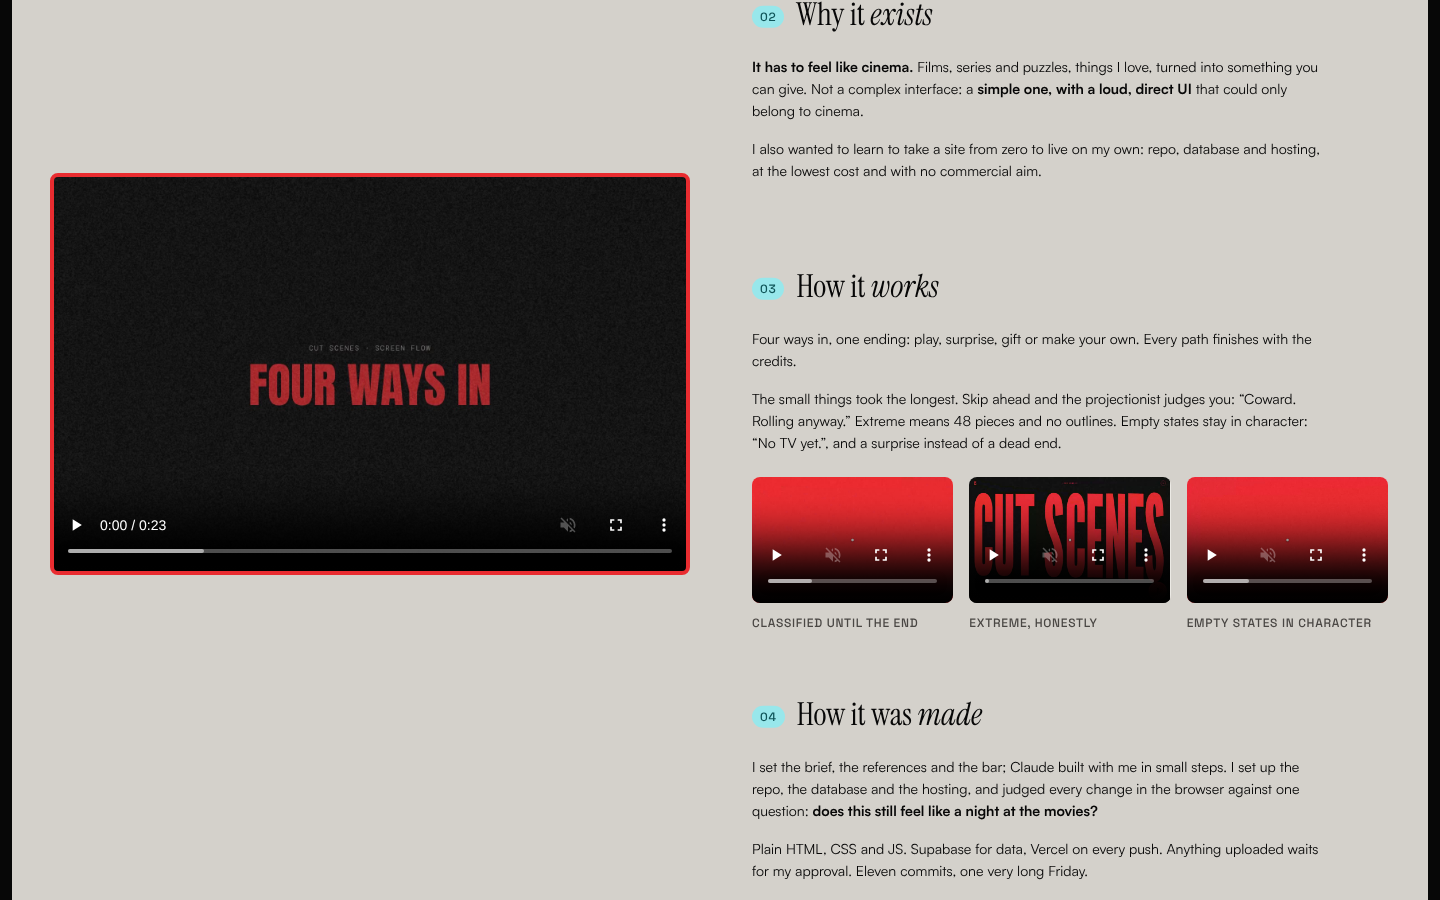 02 Why it exists
It has to feel like cinema. Films, series and puzzles, things I love, turned into something you
can give. Not a complex interface: a simple one, with a loud, direct UI that could only
belong to cinema.
I also wanted to learn to take a site from zero to live on my own: repo, database and hosting,
at the lowest cost and with no commercial aim.
CUT SCENES · SCREEN FLOW
FOUR WAYS IN
0:00 / 0:23
03 How it works
Four ways in, one ending: play, surprise, gift or make your own. Every path finishes with the
credits.
The small things took the longest. Skip ahead and the projectionist judges you: “Coward.
Rolling anyway.” Extreme means 48 pieces and no outlines. Empty states stay in character:
“No TV yet.”, and a surprise instead of a dead end.
CUT SCENES
CLASSIFIED UNTIL THE END
EXTREME, HONESTLY
EMPTY STATES IN CHARACTER
04 How it was made
I set the brief, the references and the bar; Claude built with me in small steps. I set up the
repo, the database and the hosting, and judged every change in the browser against one
question: does this still feel like a night at the movies?
Plain HTML, CSS and JS. Supabase for data, Vercel on every push. Anything uploaded waits
for my approval. Eleven commits, one very long Friday.